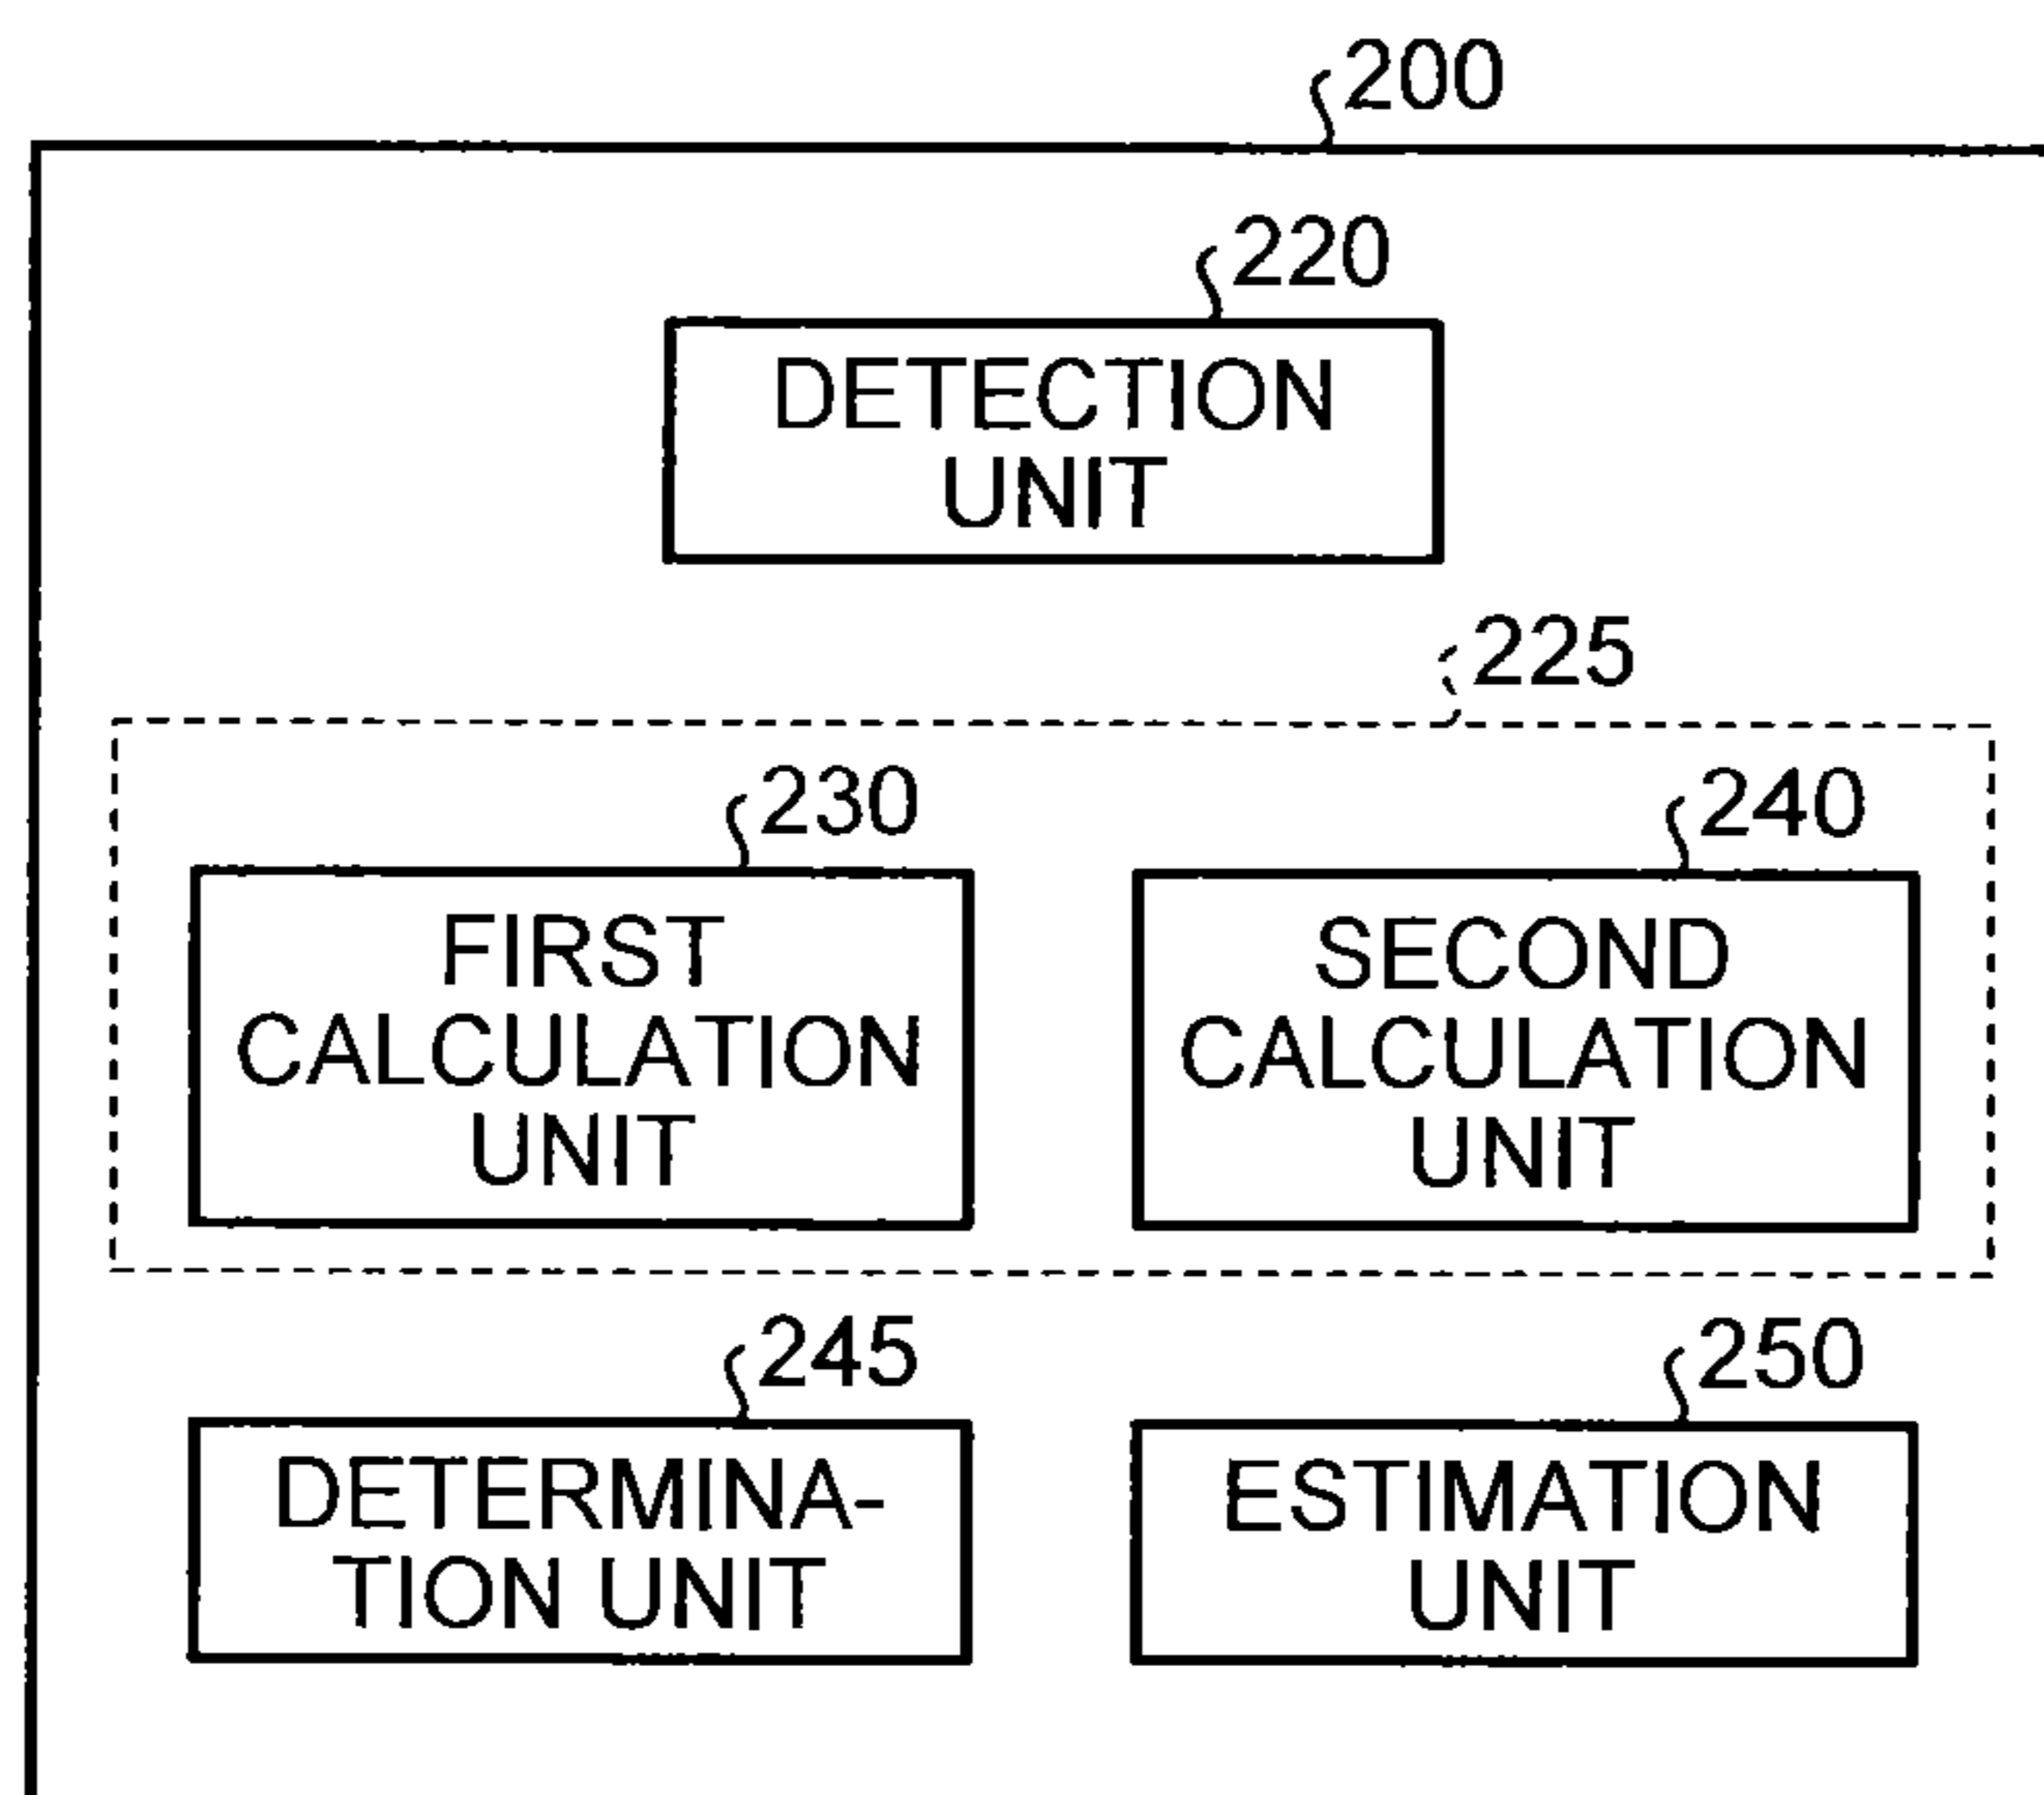 200
220
DETECTION
UNIT
225
230
FIRST
CALCULATION
UNIT
240
SECOND
CALCULATION
UNIT
245
DETERMINA-
TION UNIT
250
ESTIMATION
UNIT